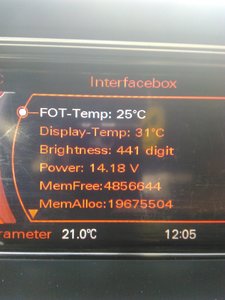 Interfacebox
FOT-Temp: 25°C
Display-Temp: 31°C
Brightness: 441 digit
Power: 14.18 V
MemFree:4856644
MemAlloc:19675504
arameter 21.0°C 12:05